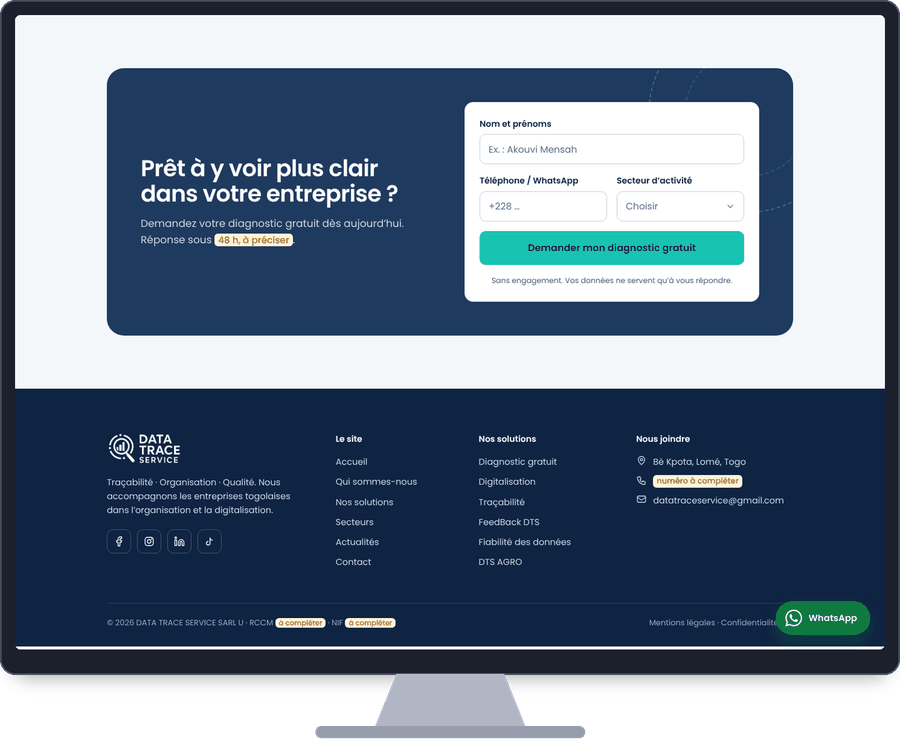 Prêt à y voir plus clair
dans votre entreprise ?
Demandez votre diagnostic gratuit dès aujourd'hui.
Réponse sous 48 h, à préciser.
Nom et prénoms
Ex. : Akouvi Mensah
Téléphone / WhatsApp
Secteur d'activité
+228 ...
Choisir
Demander mon diagnostic gratuit
Sans engagement. Vos données ne servent qu'à vous répondre.
DATA
TRACE
SERVICE
Traçabilité · Organisation · Qualité. Nous
accompagnons les entreprises togolaises
dans l'organisation et la digitalisation.
Le site
Accueil
Qui sommes-nous
Nos solutions
Secteurs
Actualités
Contact
Nos solutions
Diagnostic gratuit
Digitalisation
Traçabilité
FeedBack DTS
Fiabilité des données
DTS AGRO
Nous joindre
Bè Kpota, Lomé, Togo
numéro à compléter
datatraceservice@gmail.com
© 2026 DATA TRACE SERVICE SARL U · RCCM à compléter · NIF à compléter
Mentions légales · Confidentialité
WhatsApp